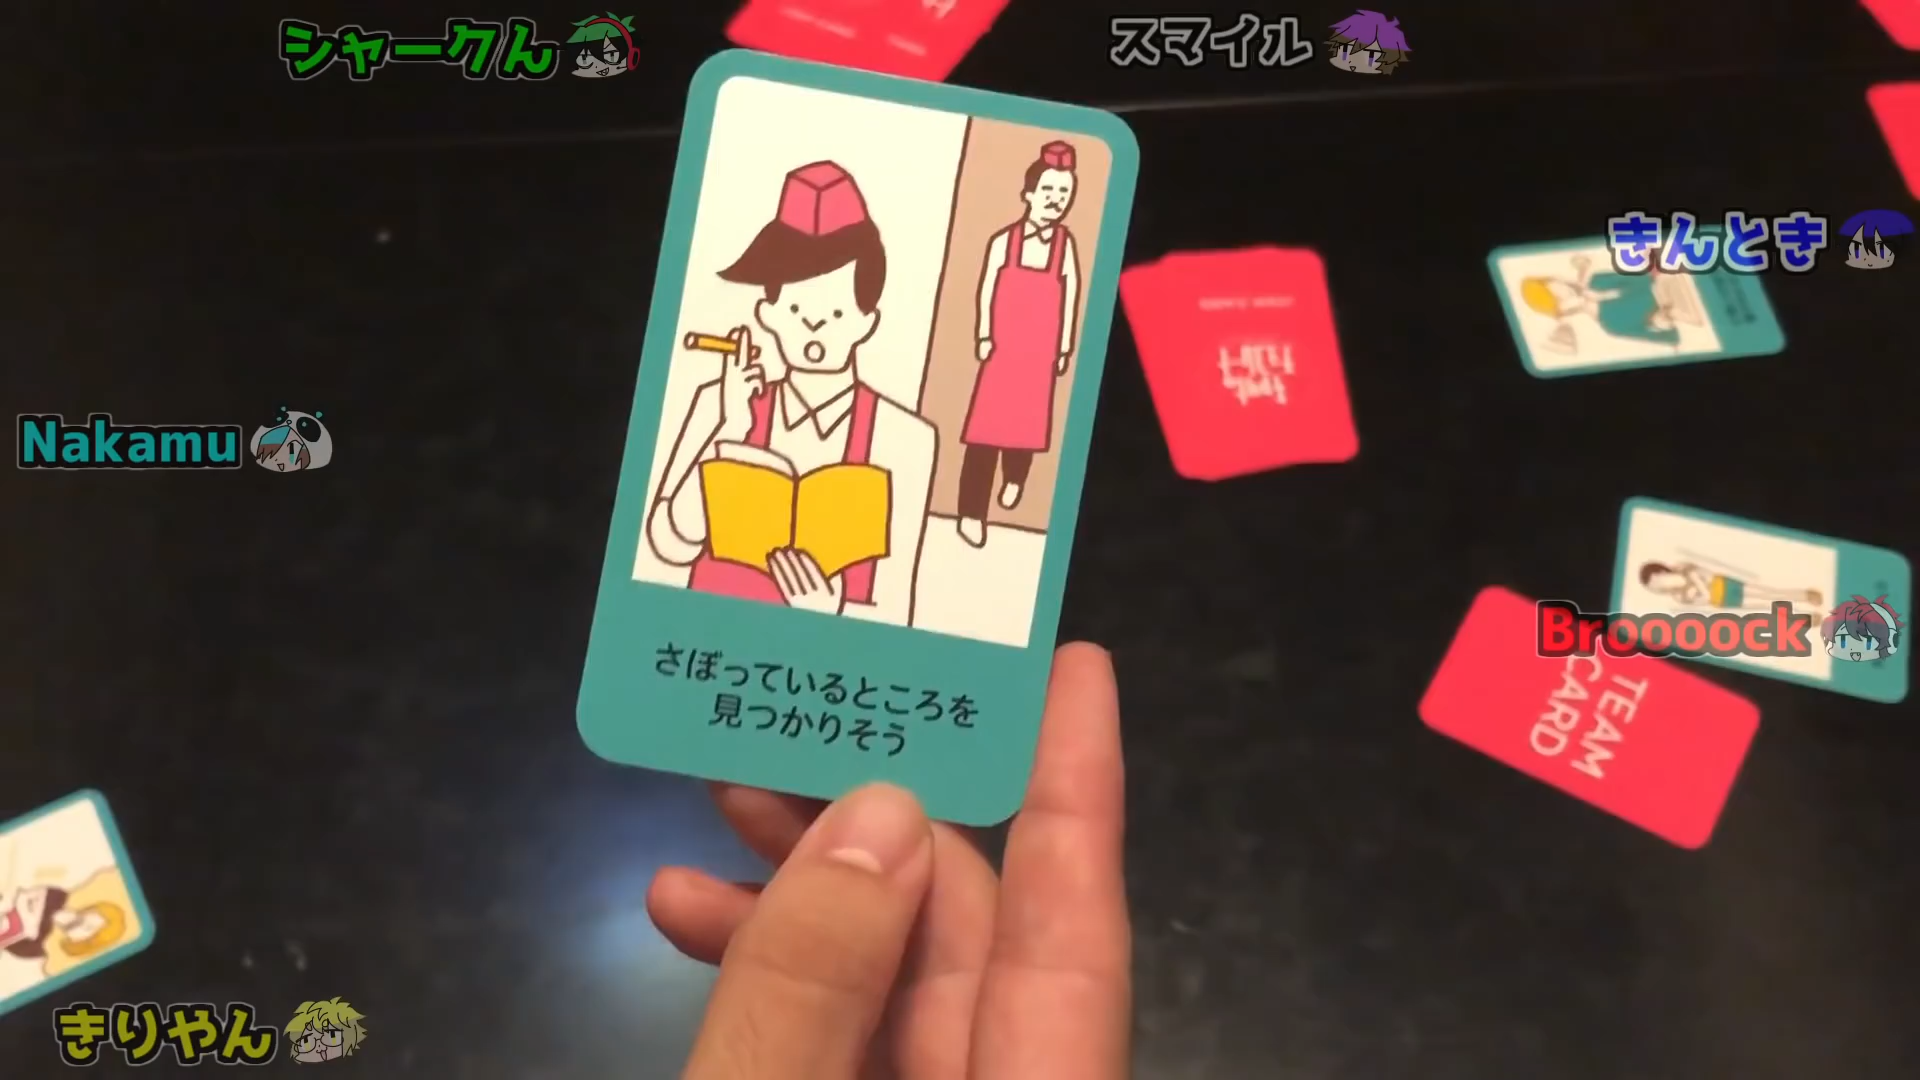 シャークん
スマイル
きんとき
Nakamu
Broooock
TEAM
CARD
さぼっているところを
見つかりそう
きりやん